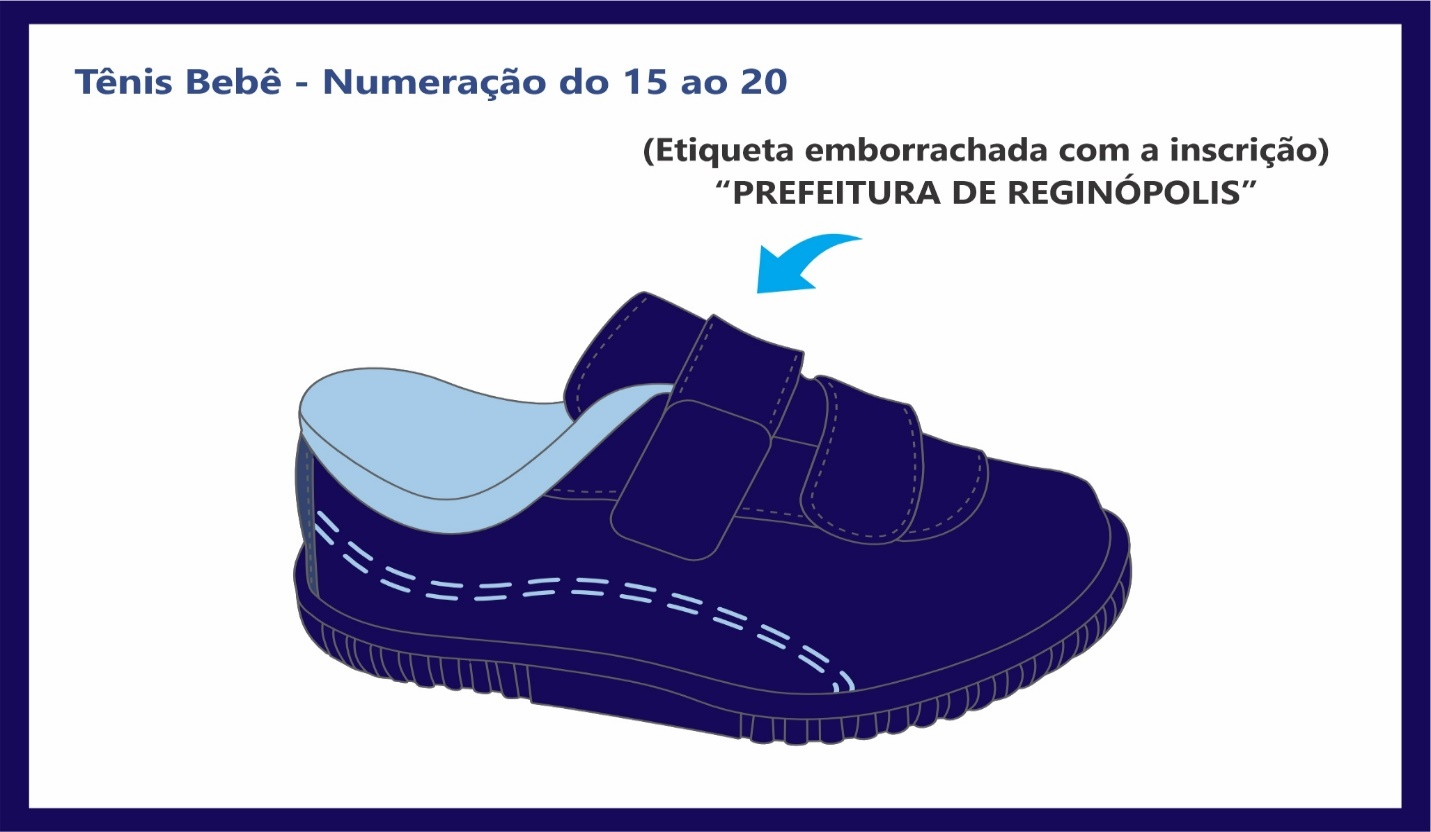 Tênis Bebê - Numeração do 15 ao 20
(Etiqueta emborrachada com a inscrição)
“PREFEITURA DE REGINÓPOLIS”